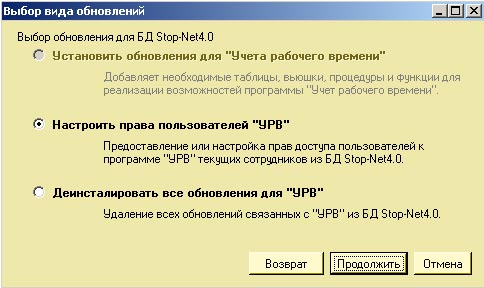 Выбор вида обновлений
Выбор обновления для БД Stop-Net4.0
Установить обновления для "Учета рабочего времени"
Добавляет необходимые таблицы, вьюшки, процедуры и функции для
реализации возможностей программы "Учет рабочего времени".
Настроить права пользователей "УРВ"
Предоставление или настройка прав доступа пользователей к
программе "УРВ" текущих сотрудников из БД Stop-Net4.0.
Деинсталировать все обновления для "УРВ"
Удаление всех обновлений связанных с "УРВ" из БД Stop-Net4.0.
Возврат Продолжить Отмена